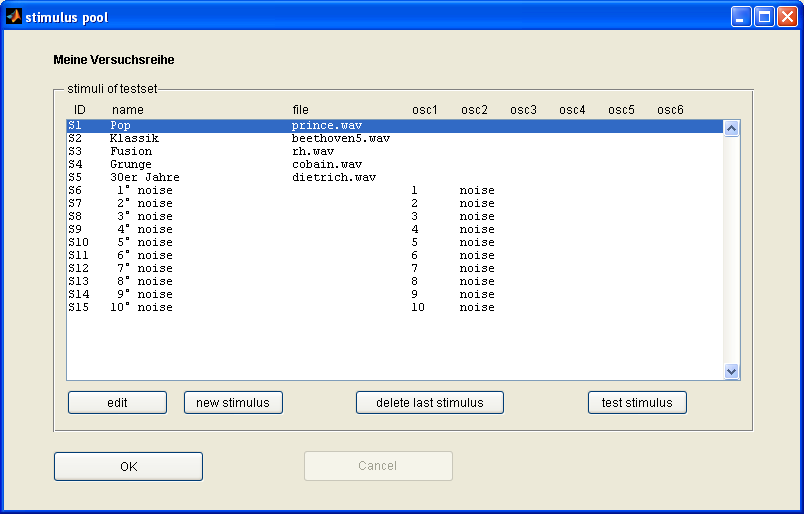 stimulus pool
Meine Versuchsreihe
stimuli of testset
ID name file osc1 osc2 osc3 osc4 osc5 osc6
S1 Pop prince.wav
S2 Klassik beethoven5.wav
S3 Fusion rh.wav
S4 Grunge cobain.wav
S5 30er Jahre dietrich.wav
S6 1° noise 1 noise
S7 2° noise 2 noise
S8 3° noise 3 noise
S9 4° noise 4 noise
S10 5° noise 5 noise
S11 6° noise 6 noise
S12 7° noise 7 noise
S13 8° noise 8 noise
S14 9° noise 9 noise
S15 10° noise 10 noise
edit new stimulus delete last stimulus test stimulus
OK Cancel